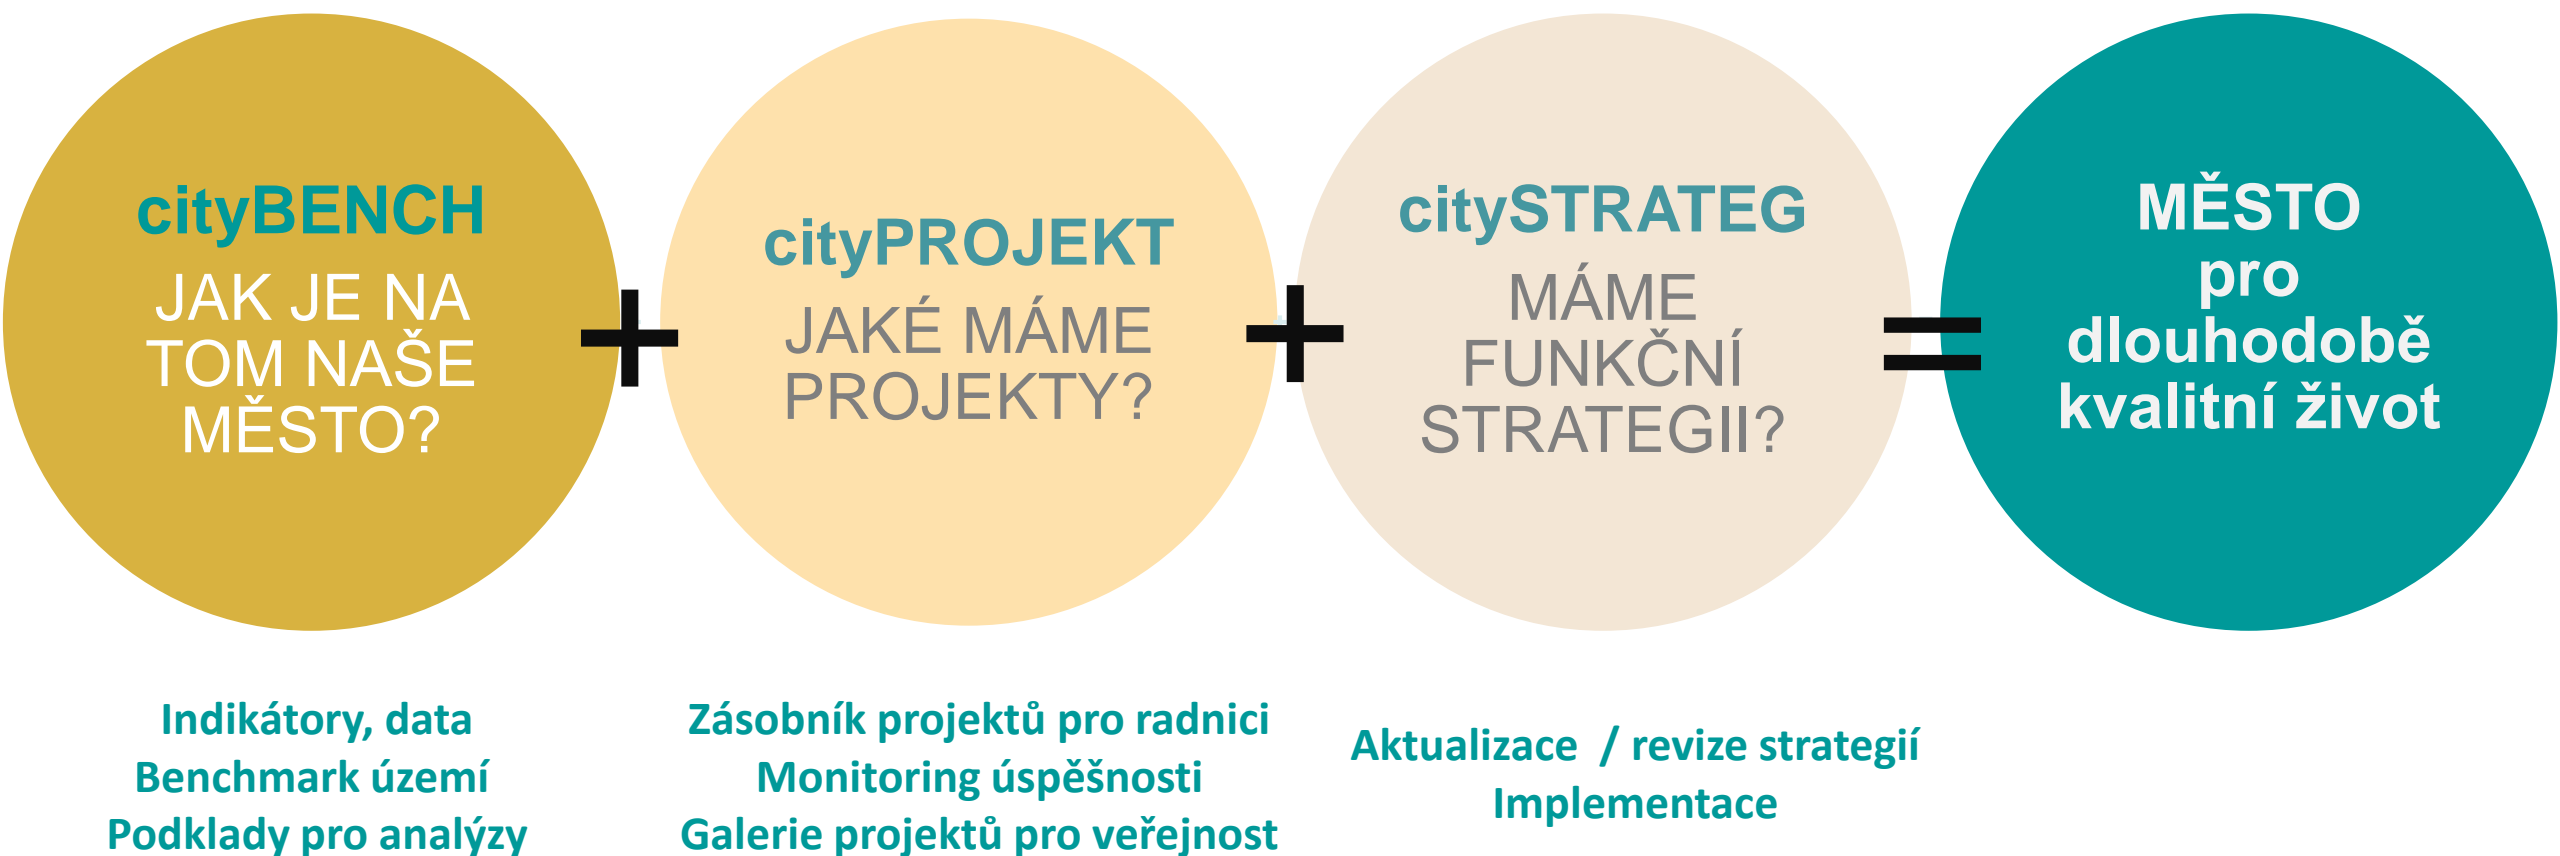 cityBENCH
JAK JE NA
TOM NAŠE
MĚSTO?
+
cityPROJEKT
JAKÉ MÁME
PROJEKTY?
+
citySTRATEG
MÁME
FUNKČNÍ
STRATEGII?
=
MĚSTO
pro
dlouhodobě
kvalitní život
Indikátory, data
Benchmark území
Podklady pro analýzy
Zásobník projektů pro radnici
Monitoring úspěšnosti
Galerie projektů pro veřejnost
Aktualizace / revize strategií
Implementace